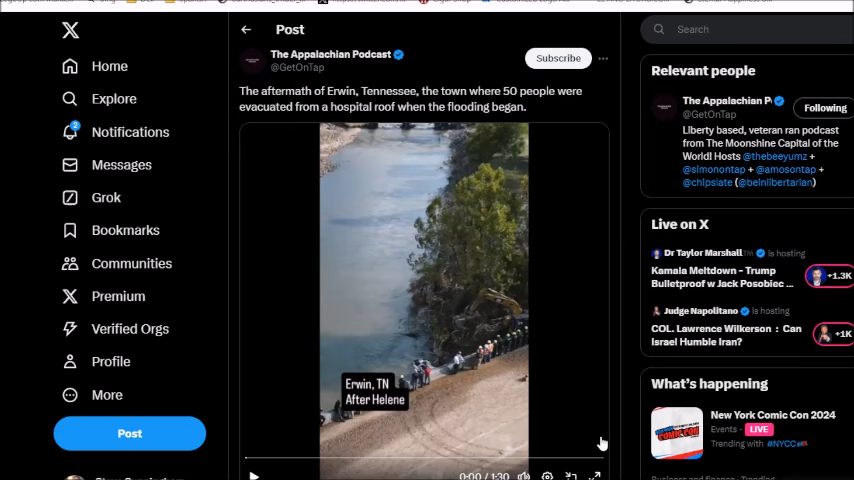 Post
The Appalachian Podcast
@GetOnTap
Subscribe
The aftermath of Erwin, Tennessee, the town where 50 people were
evacuated from a hospital roof when the flooding began.
Erwin, TN
After Helene
0:00 / 1:30
X
Home
Explore
2
Notifications
Messages
Grok
Bookmarks
Communities
Premium
Verified Orgs
Profile
More
Post
Search
Relevant people
The Appalachian P
@GetOnTap
Following
Liberty based, veteran ran podcast
from The Moonshine Capital of the
World! Hosts @thebeeyumz +
@simonontap + @amosontap +
@chipslate (@beinlibertarian)
Live on X
Dr Taylor Marshall™ is hosting
Kamala Meltdown - Trump
Bulletproof w Jack Posobiec ...
+1.3K
Judge Napolitano is hosting
COL. Lawrence Wilkerson : Can
Israel Humble Iran?
+1K
What's happening
New York Comic Con 2024
Events · LIVE
Trending with #NYCC